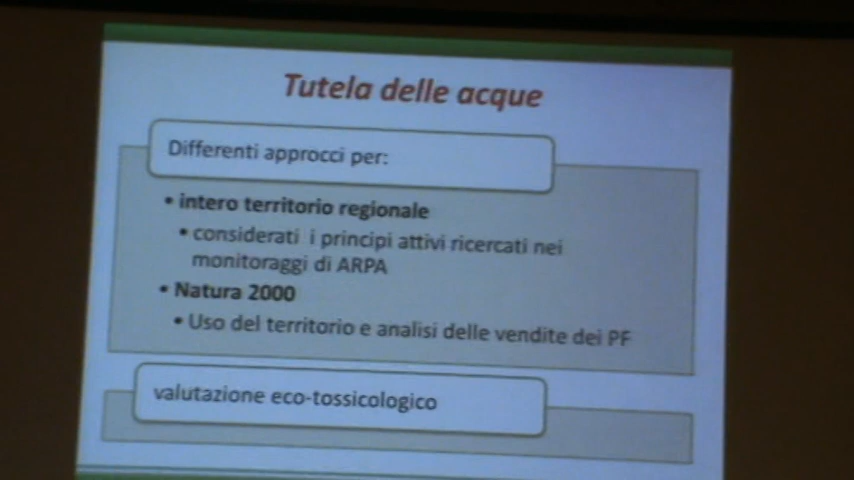 Tutela delle acque
Differenti approcci per:
• intero territorio regionale
• considerati i principi attivi ricercati nei
monitoraggi di ARPA
• Natura 2000
• Uso del territorio e analisi delle vendite dei PF
valutazione eco-tossicologico